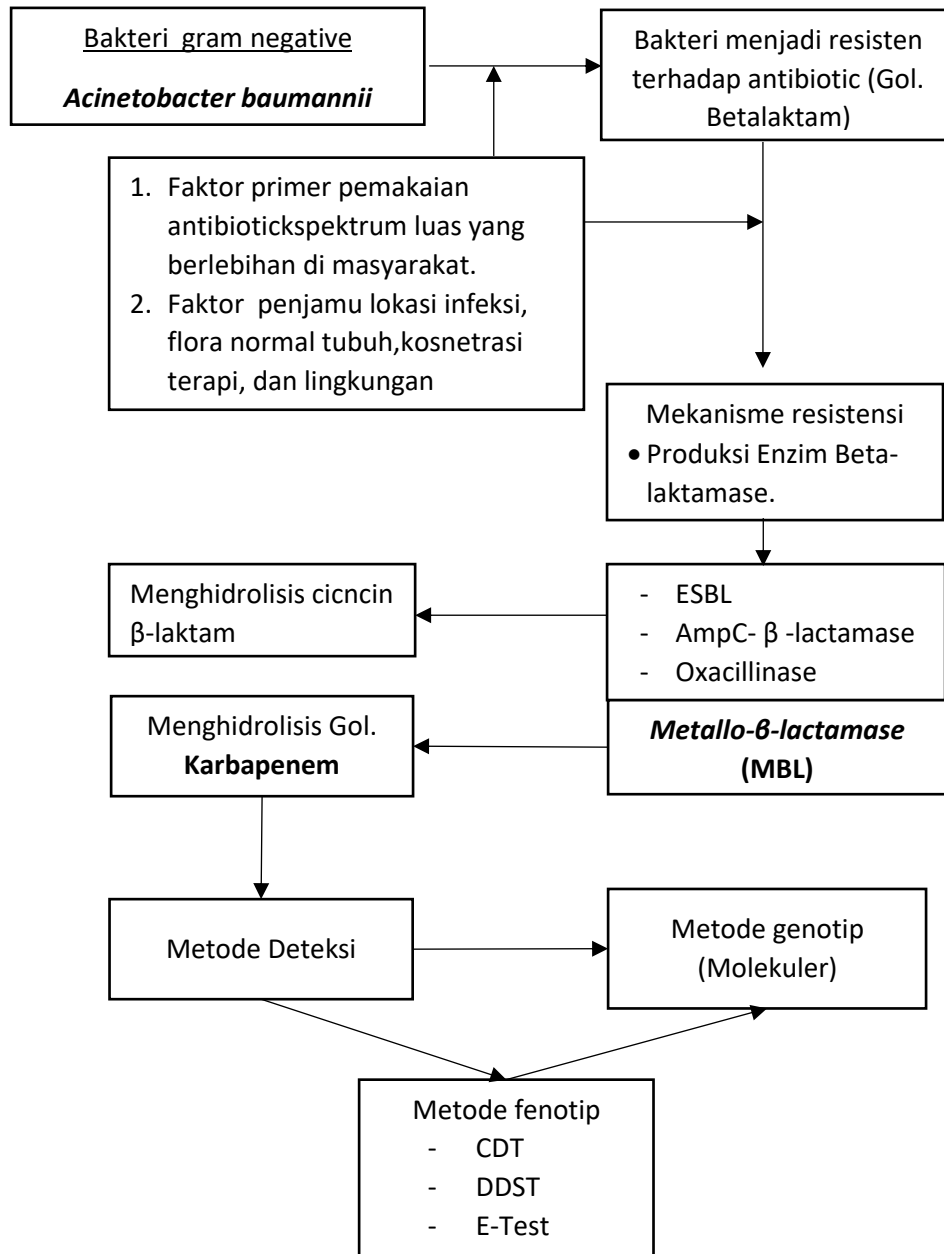 Bakteri gram negative
Acinetobacter baumannii
Bakteri menjadi resisten
terhadap antibiotic (Gol.
Betalaktam)
1. Faktor primer pemakaian
antibiotickspektrum luas yang
berlebihan di masyarakat.
2. Faktor penjamu lokasi infeksi,
flora normal tubuh,kosnetrasi
terapi, dan lingkungan
Mekanisme resistensi
• Produksi Enzim Beta-
laktamase.
Menghidrolisis cicncin
β-laktam
- ESBL
- AmpC- β -lactamase
- Oxacillinase
Menghidrolisis Gol.
Karbapenem
Metallo-β-lactamase
(MBL)
Metode Deteksi
Metode genotip
(Molekuler)
Metode fenotip
- CDT
- DDST
- E-Test